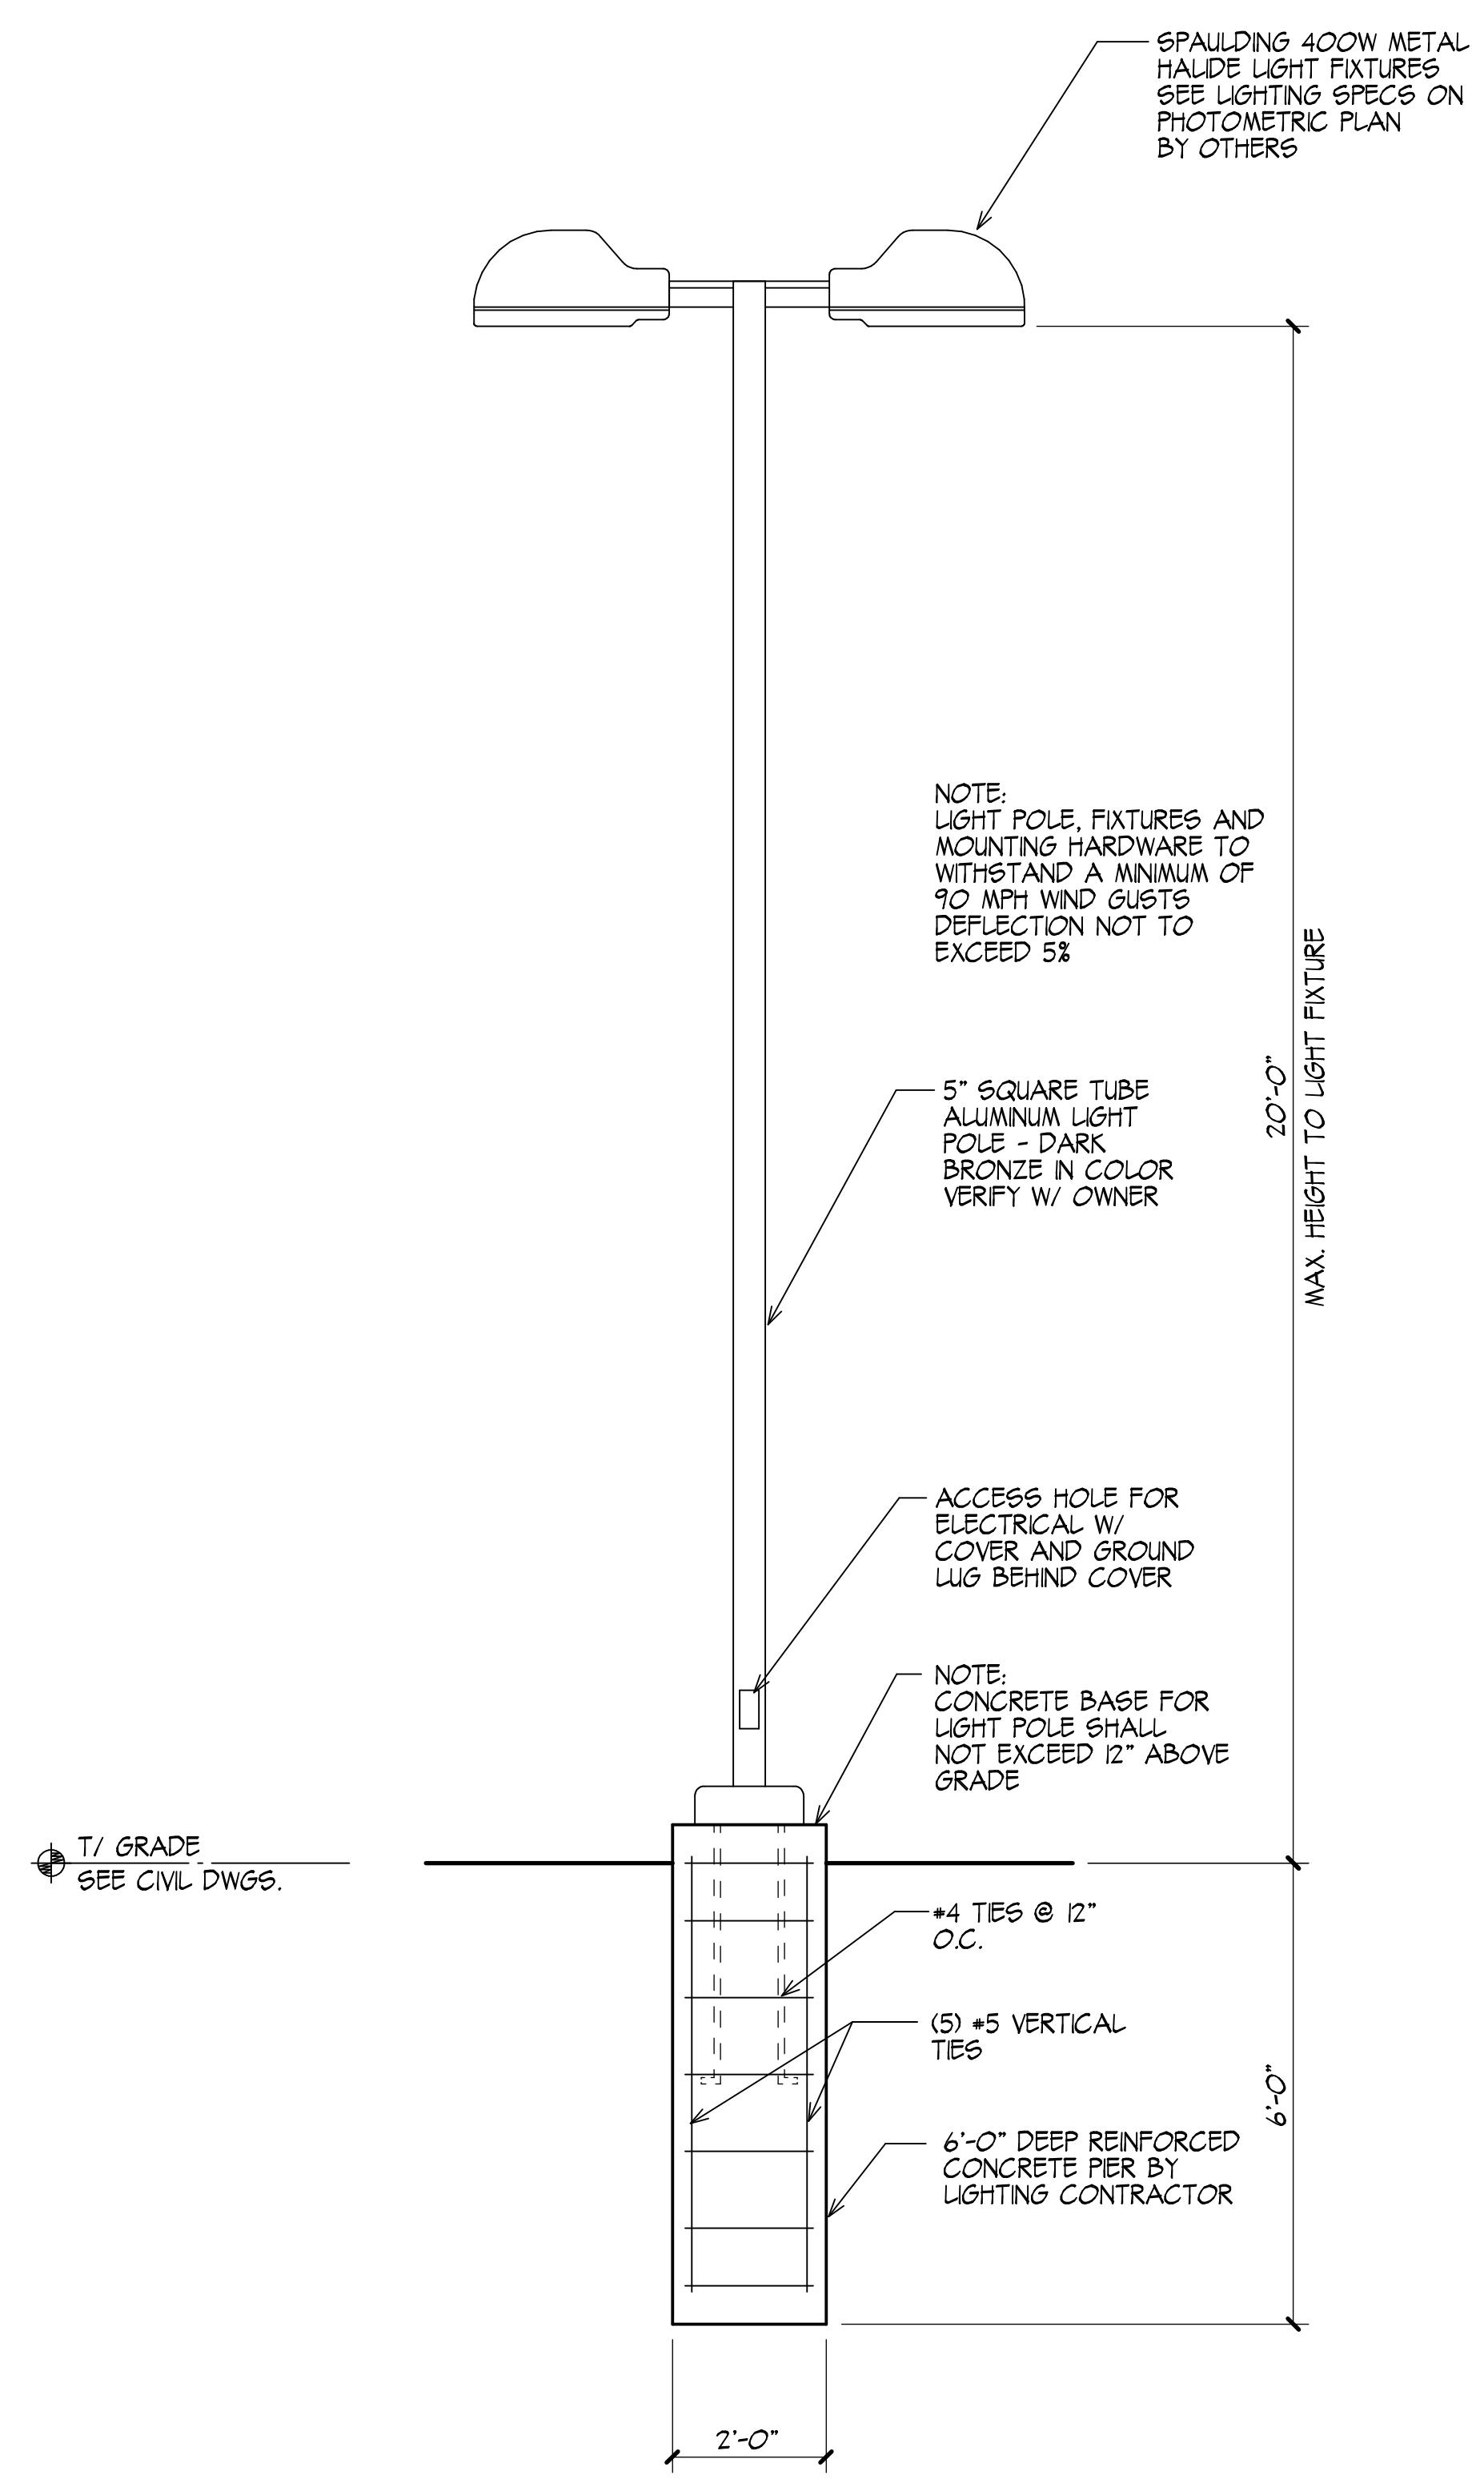 SPAULDING 400W METAL
HALIDE LIGHT FIXTURES
SEE LIGHTING SPECS ON
PHOTOMETRIC PLAN
BY OTHERS
NOTE:
LIGHT POLE, FIXTURES AND
MOUNTING HARDWARE TO
WITHSTAND A MINIMUM OF
90 MPH WIND GUSTS
DEFLECTION NOT TO
EXCEED 5%
20'-0"
MAX. HEIGHT TO LIGHT FIXTURE
5" SQUARE TUBE
ALUMINUM LIGHT
POLE - DARK
BRONZE IN COLOR
VERIFY W/ OWNER
ACCESS HOLE FOR
ELECTRICAL W/
COVER AND GROUND
LUG BEHIND COVER
NOTE:
CONCRETE BASE FOR
LIGHT POLE SHALL
NOT EXCEED 12" ABOVE
GRADE
T/ GRADE
SEE CIVIL DWGS.
#4 TIES @ 12"
O.C.
(5) #5 VERTICAL
TIES
6'-0"
6'-0" DEEP REINFORCED
CONCRETE PIER BY
LIGHTING CONTRACTOR
2'-0"